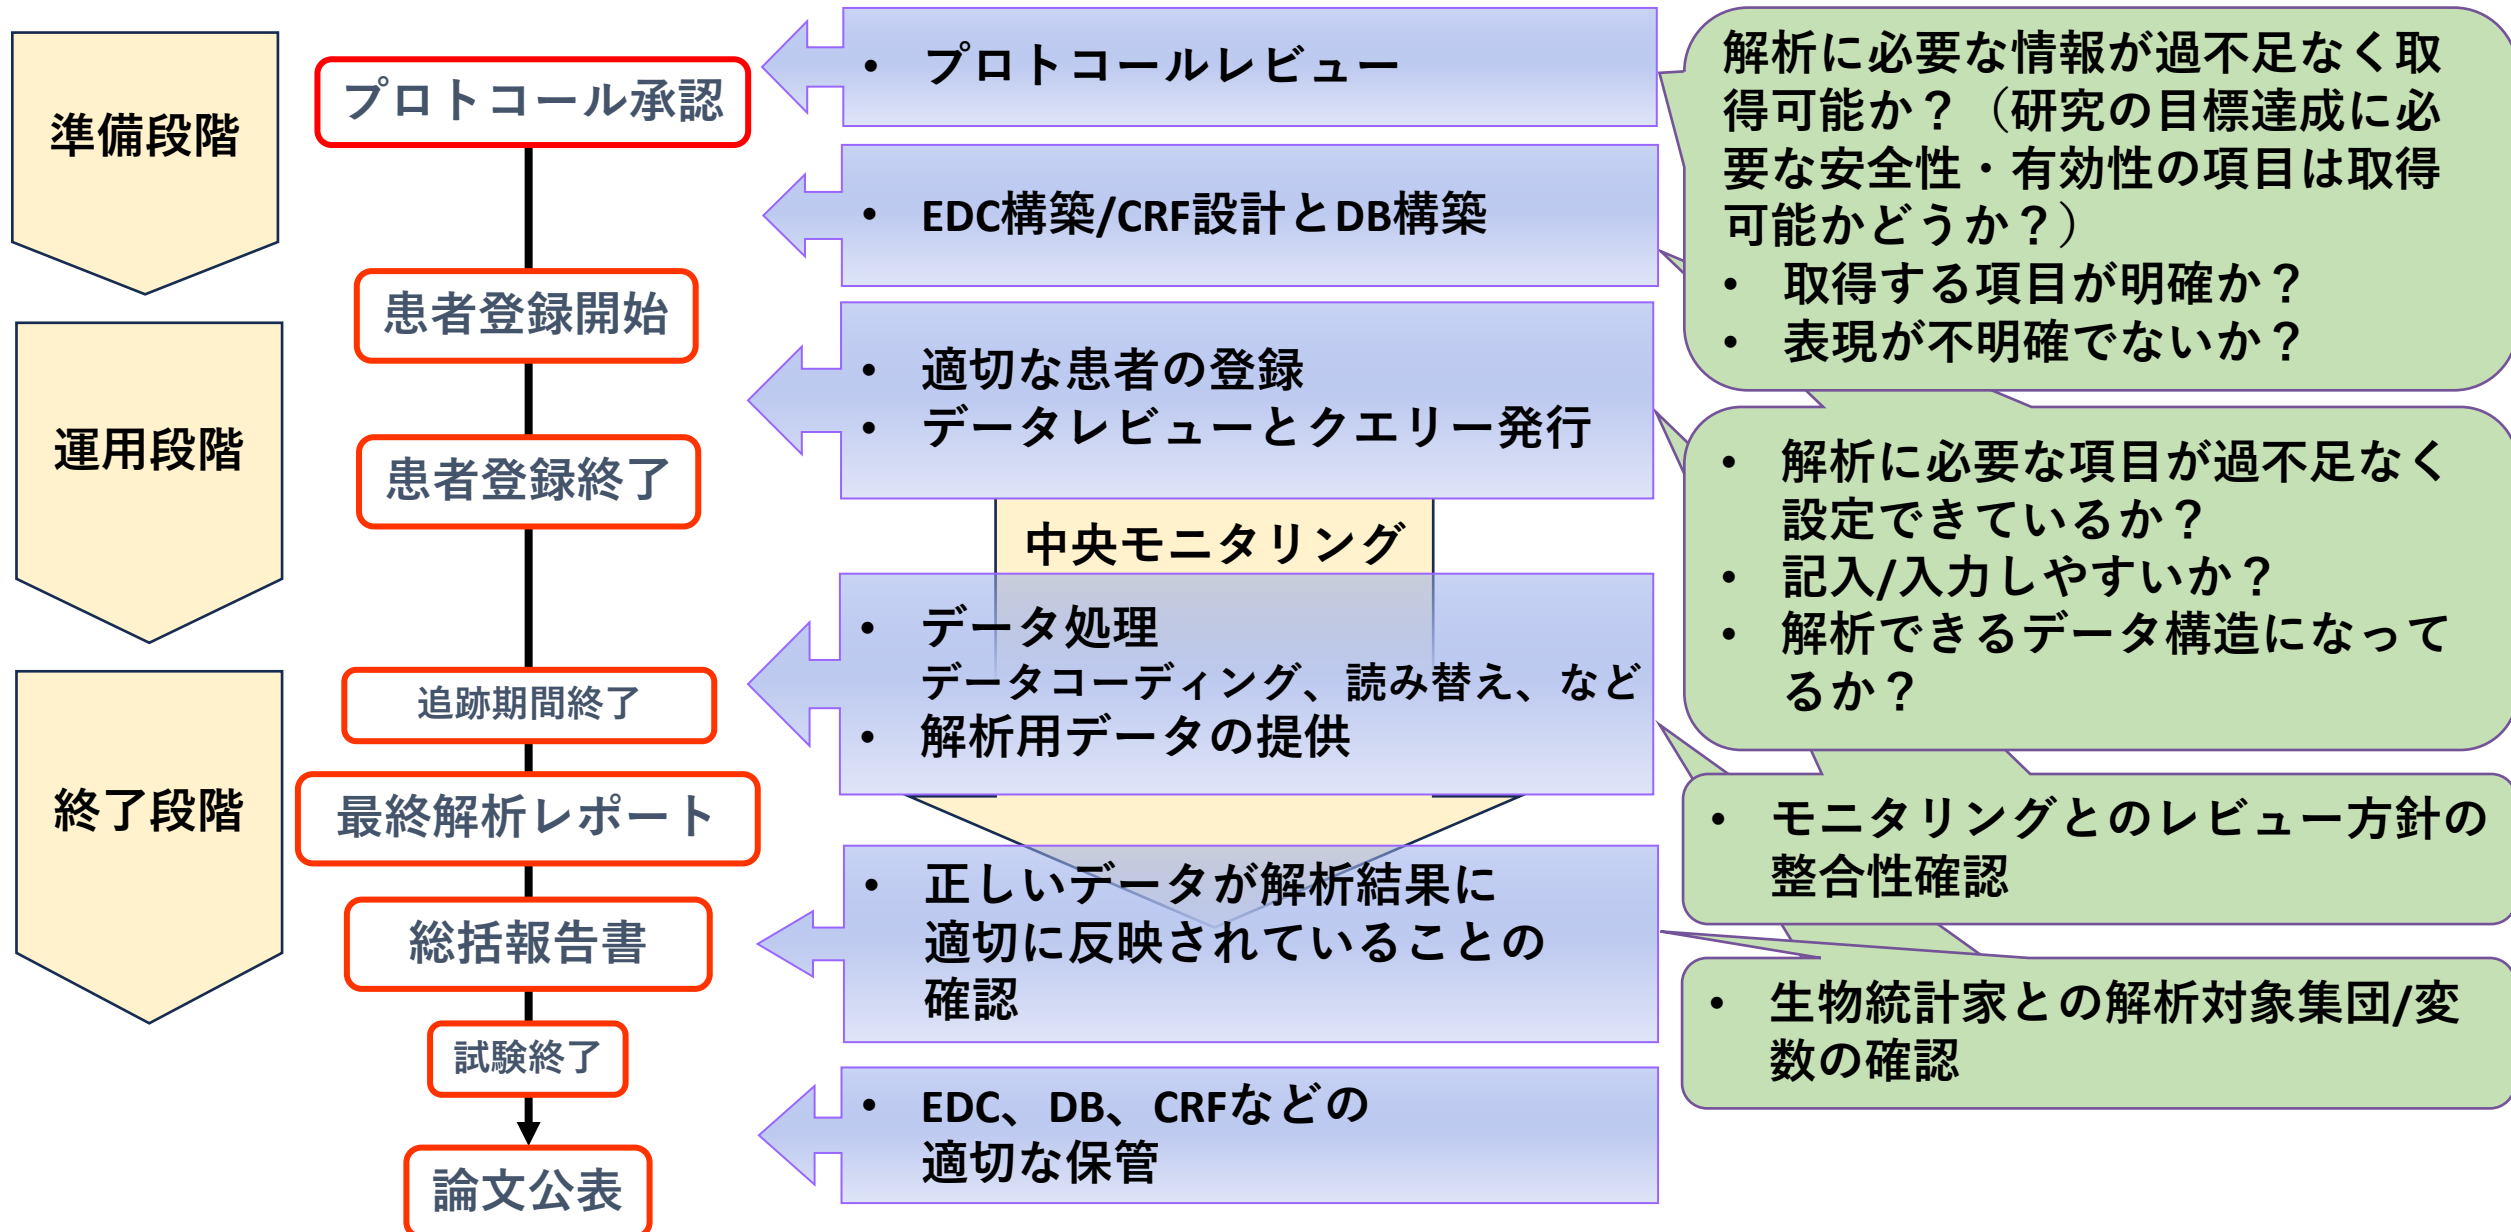 準備段階
運用段階
終了段階
プロトコール承認
患者登録開始
患者登録終了
追跡期間終了
最終解析レポート
総括報告書
試験終了
論文公表
• プロトコールレビュー
• EDC構築/CRF設計とDB構築
• 適切な患者の登録
• データレビューとクエリー発行
中央モニタリング
• データ処理
データコーディング、読み替え、など
• 解析用データの提供
• 正しいデータが解析結果に
適切に反映されていることの
確認
• EDC、DB、CRFなどの
適切な保管
解析に必要な情報が過不足なく取
得可能か？（研究の目標達成に必
要な安全性・有効性の項目は取得
可能かどうか？）
• 取得する項目が明確か？
• 表現が不明確でないか？
• 解析に必要な項目が過不足なく
設定できているか？
• 記入/入力しやすいか？
• 解析できるデータ構造になって
るか？
• モニタリングとのレビュー方針の
整合性確認
• 生物統計家との解析対象集団/変
数の確認